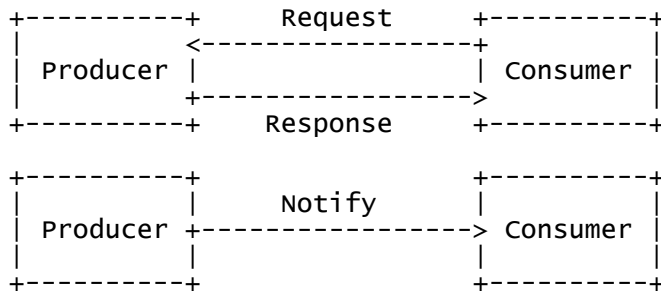 Request
Producer Consumer
Response
Notify
Producer Consumer